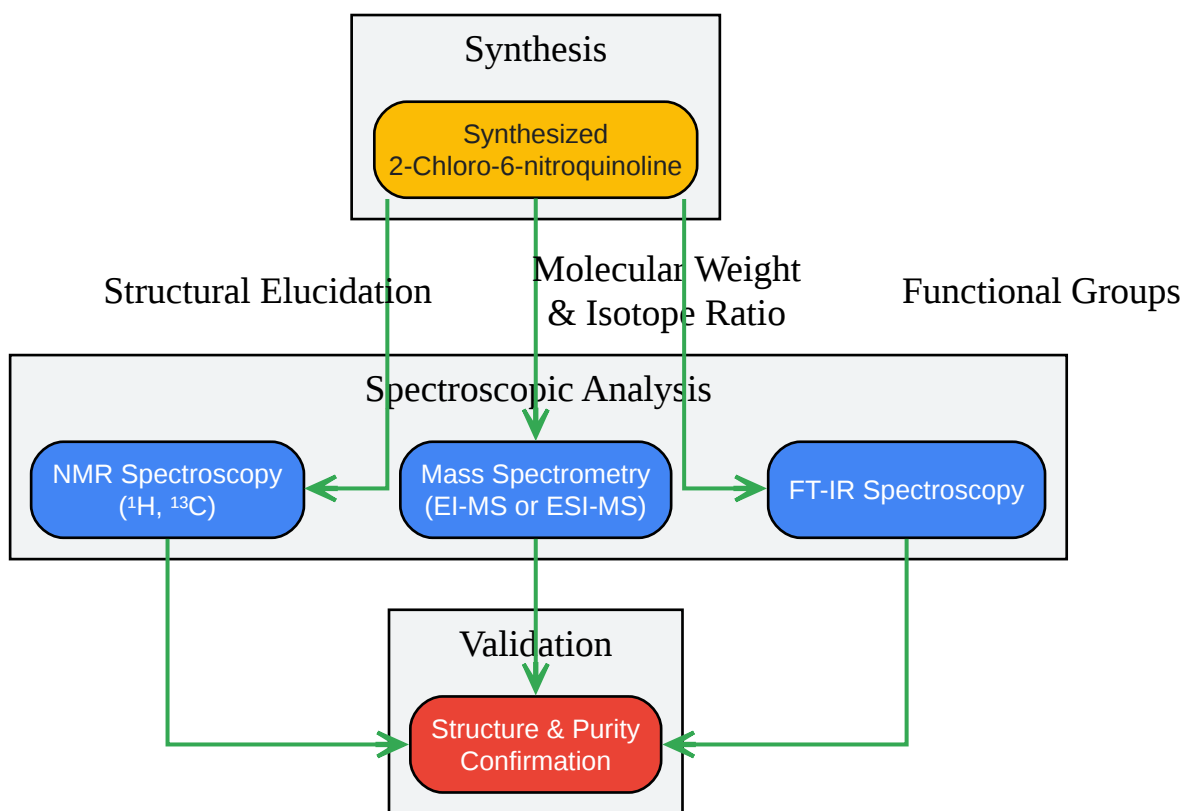 Synthesis
Synthesized
2-Chloro-6-nitroquinoline
Structural Elucidation
Molecular Weight
& Isotope Ratio
Functional Groups
Spectroscopic Analysis
NMR Spectroscopy
(¹H, ¹³C)
Mass Spectrometry
(EI-MS or ESI-MS)
FT-IR Spectroscopy
Validation
Structure & Purity
Confirmation